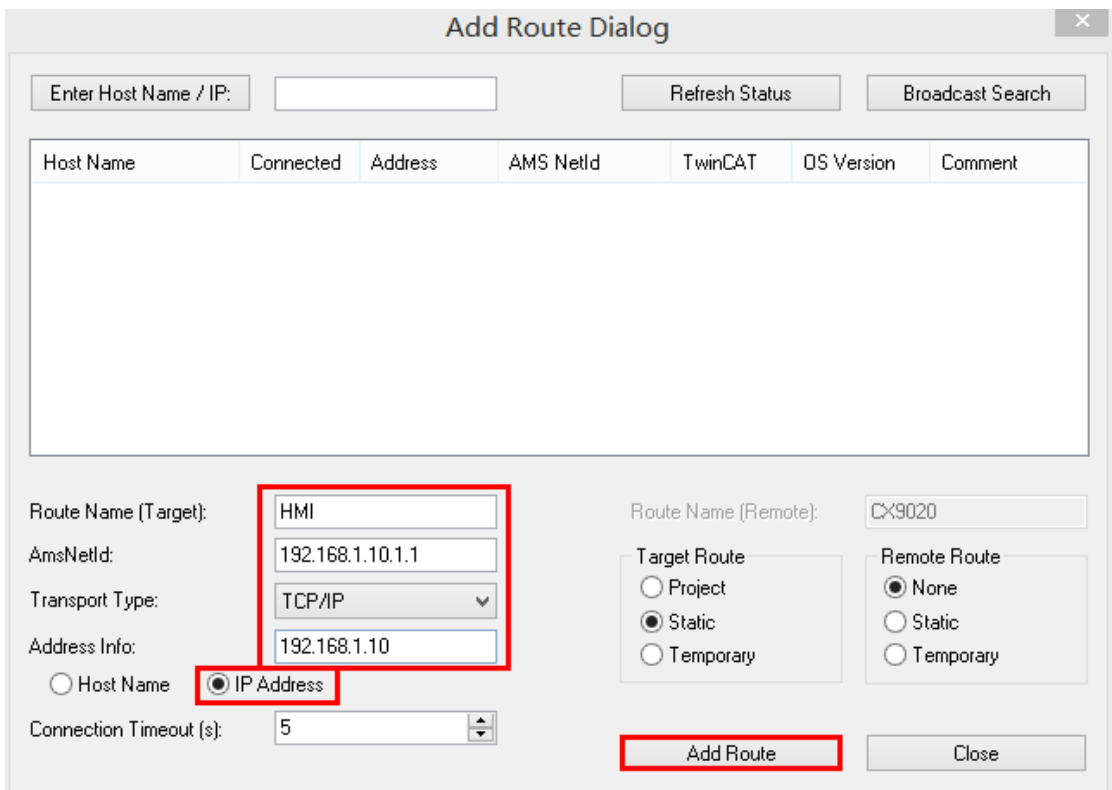 Add Route Dialog
Enter Host Name / IP: Refresh Status Broadcast Search
Host Name Connected Address AMS NetId TwinCAT OS Version Comment
Route Name (Target): HMI Route Name (Remote): CX9020
AmsNetId: 192.168.1.10.1.1 Target Route Remote Route
Project None
Transport Type: TCP/IP
Static Static
Address Info: 192.168.1.10
Temporary Temporary
Host Name IP Address
Connection Timeout (s): 5
Add Route Close